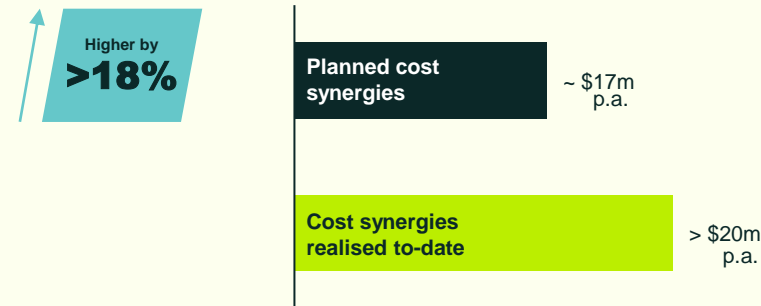 Higher by
>18%
Planned cost
synergies
~ $17m
p.a.
Cost synergies
realised to-date
> $20m
p.a.